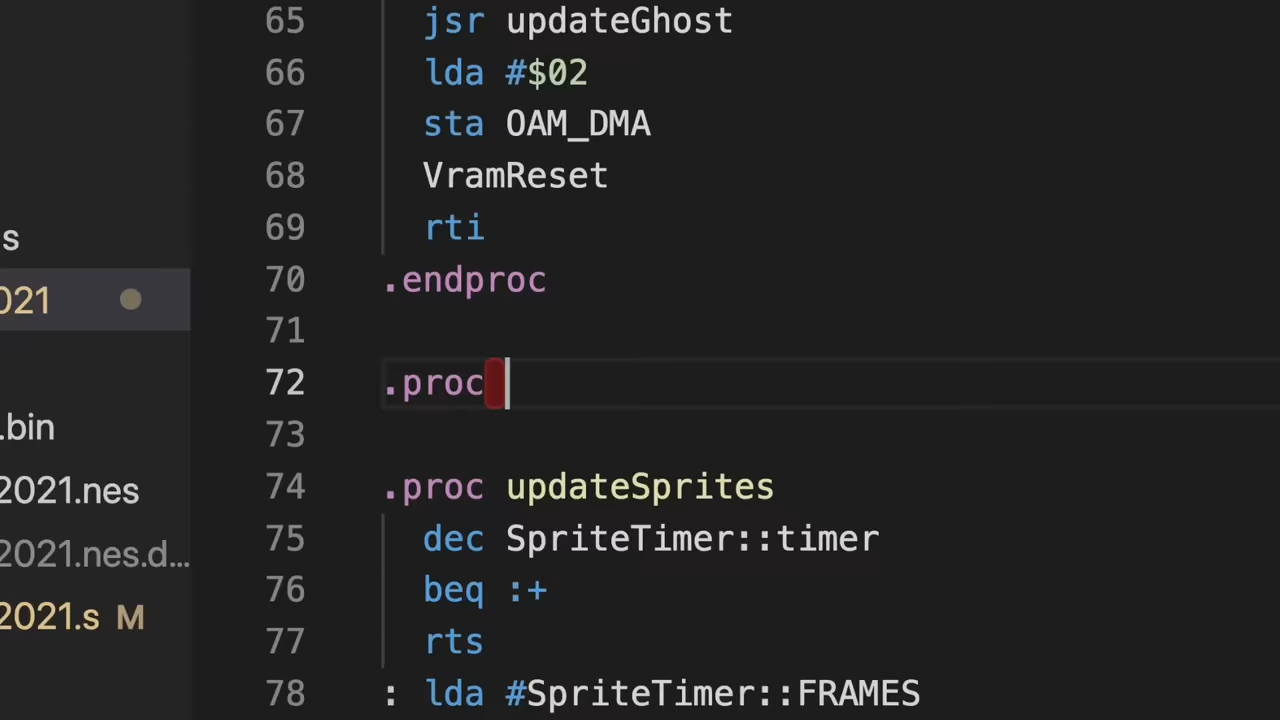 s
021
.bin
2021.nes
2021.nes.d...
2021.s M
65 jsr updateGhost
66 lda #$02
67 sta OAM_DMA
68 VramReset
69 rti
70 .endproc
71
72 .proc
73
74 .proc updateSprites
75 dec SpriteTimer::timer
76 beq :+
77 rts
78 : lda #SpriteTimer::FRAMES